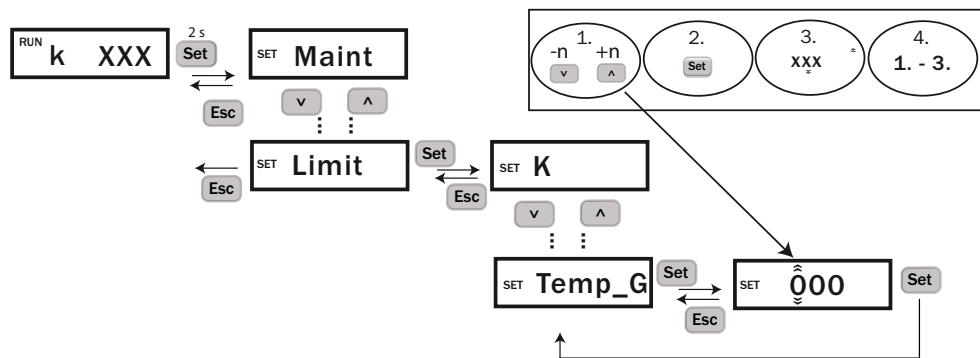 1. 2. 3. 4.
-n +n
v ^ Set xxx 1. - 3.
RUN k XXX 2 s Set SET Maint
Esc v ^
SET Limit Set SET K
Esc Esc
v ^
SET Temp_G Set SET 000 Set
Esc